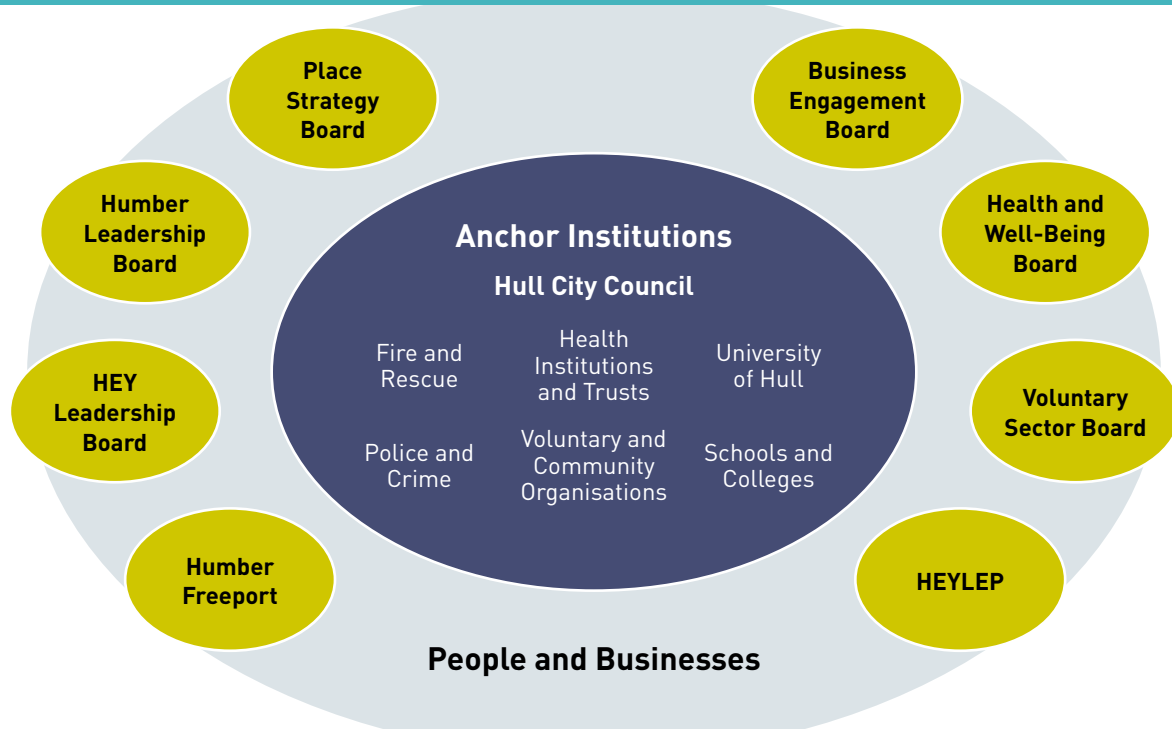 Place
Strategy
Board
Business
Engagement
Board
Humber
Leadership
Board
Health and
Well-Being
Board
Anchor Institutions
Hull City Council
Fire and
Rescue
Health
Institutions
and Trusts
University
of Hull
HEY
Leadership
Board
Voluntary
Sector Board
Police and
Crime
Voluntary and
Community
Organisations
Schools and
Colleges
Humber
Freeport
HEYLEP
People and Businesses